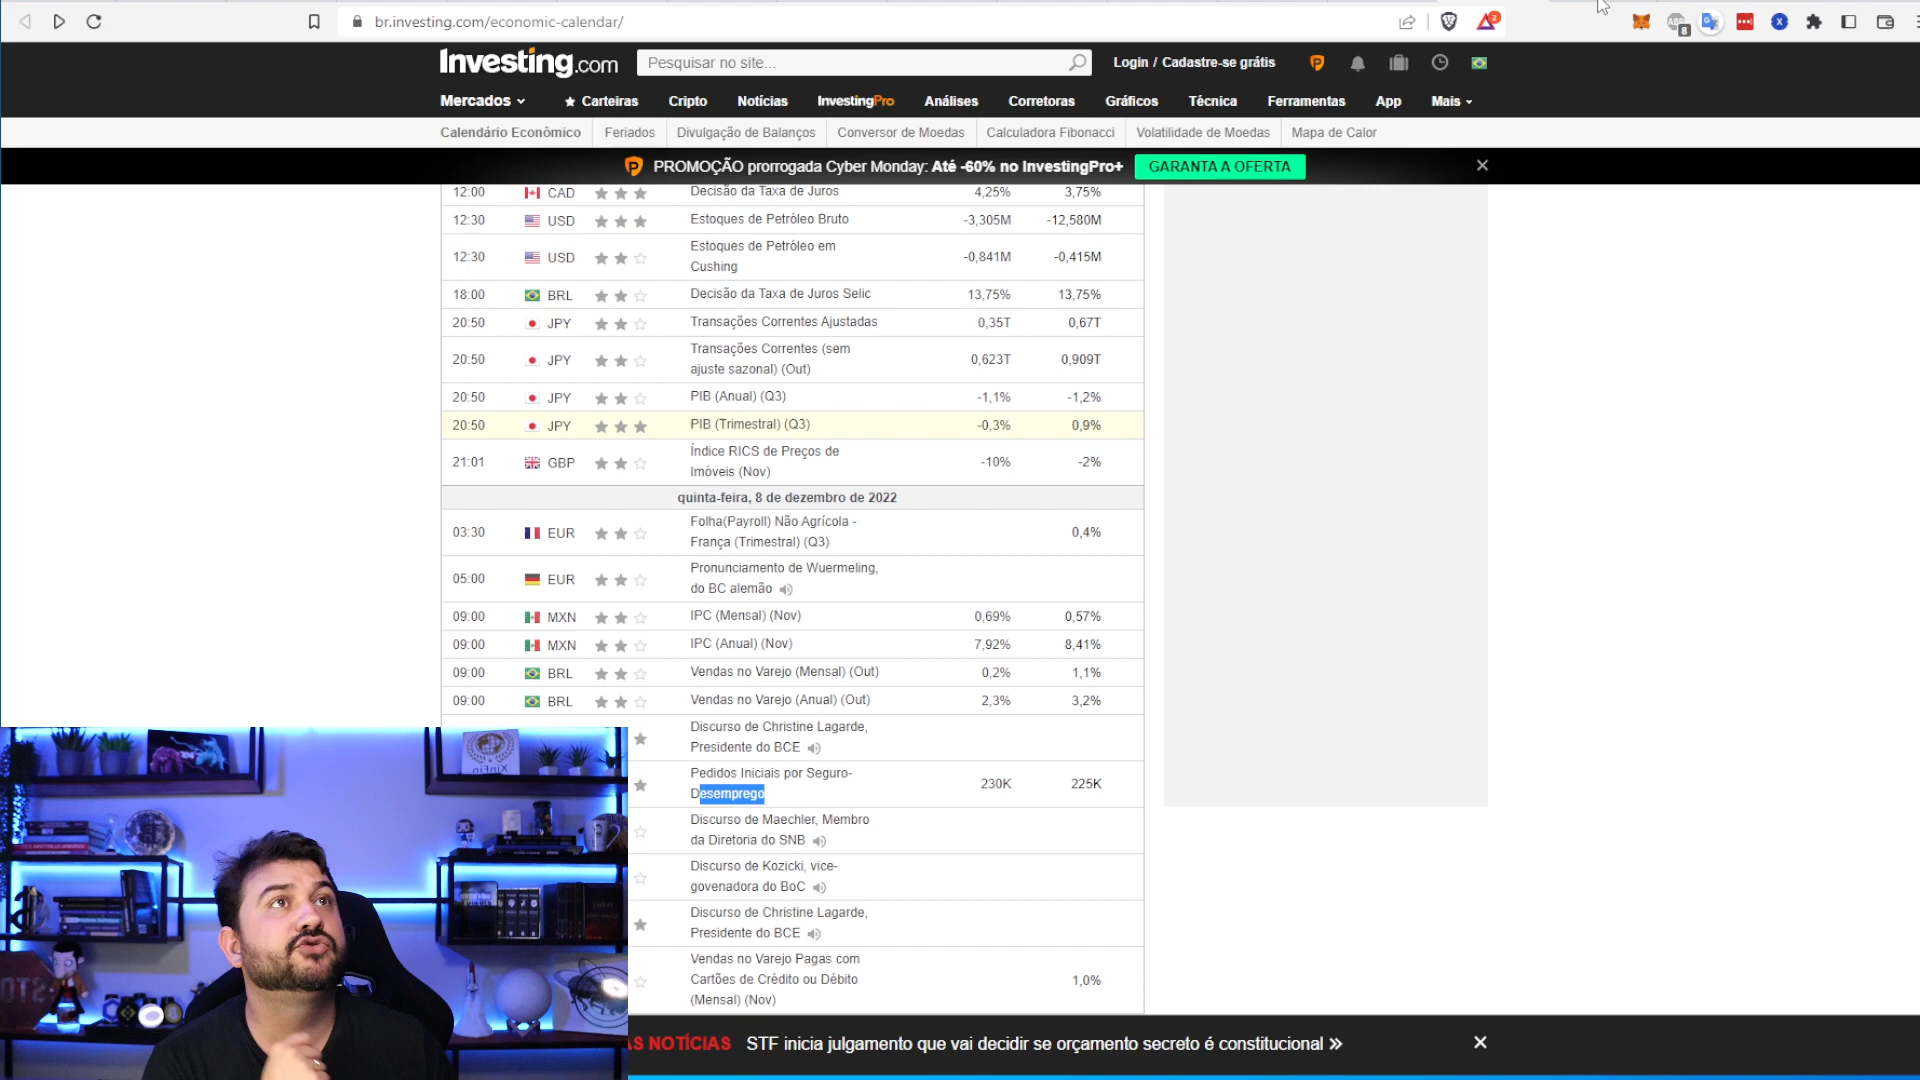 br.investing.com/economic-calendar/
2
8
Investing.com
Pesquisar no site...
Login / Cadastre-se grátis
Mercados
Carteiras
Cripto
Notícias
InvestingPro
Análises
Corretoras
Gráficos
Técnica
Ferramentas
App
Mais
Calendário Econômico
Feriados
Divulgação de Balanços
Conversor de Moedas
Calculadora Fibonacci
Volatilidade de Moedas
Mapa de Calor
PROMOÇÃO prorrogada Cyber Monday: Até -60% no InvestingPro+
GARANTA A OFERTA
12:00 CAD Decisão da Taxa de Juros 4,25% 3,75%
12:30 USD Estoques de Petróleo Bruto -3,305M -12,580M
12:30 USD Estoques de Petróleo em -0,841M -0,415M
Cushing
18:00 BRL Decisão da Taxa de Juros Selic 13,75% 13,75%
20:50 JPY Transações Correntes Ajustadas 0,35T 0,67T
20:50 JPY Transações Correntes (sem 0,623T 0,909T
ajuste sazonal) (Out)
20:50 JPY PIB (Anual) (Q3) -1,1% -1,2%
20:50 JPY PIB (Trimestral) (Q3) -0,3% 0,9%
21:01 GBP Índice RICS de Preços de -10% -2%
Imóveis (Nov)
quinta-feira, 8 de dezembro de 2022
03:30 EUR Folha(Payroll) Não Agrícola - 0,4%
França (Trimestral) (Q3)
05:00 EUR Pronunciamento de Wuermeling,
do BC alemão
09:00 MXN IPC (Mensal) (Nov) 0,69% 0,57%
09:00 MXN IPC (Anual) (Nov) 7,92% 8,41%
09:00 BRL Vendas no Varejo (Mensal) (Out) 0,2% 1,1%
09:00 BRL Vendas no Varejo (Anual) (Out) 2,3% 3,2%
Discurso de Christine Lagarde,
Presidente do BCE
Pedidos Iniciais por Seguro- 230K 225K
Desemprego
Discurso de Maechler, Membro
da Diretoria do SNB
Discurso de Kozicki, vice-
govenadora do BoC
Discurso de Christine Lagarde,
Presidente do BCE
Vendas no Varejo Pagas com
Cartões de Crédito ou Débito 1,0%
(Mensal) (Nov)
XinFin
AS NOTÍCIAS STF inicia julgamento que vai decidir se orçamento secreto é constitucional